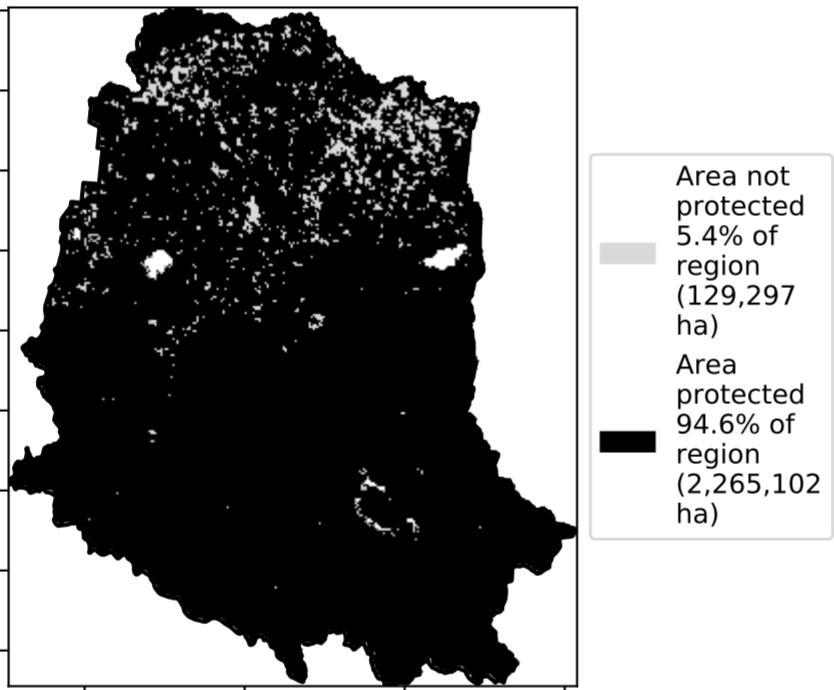 Area not
protected
5.4% of
region
(129,297
ha)
Area
protected
94.6% of
region
(2,265,102
ha)